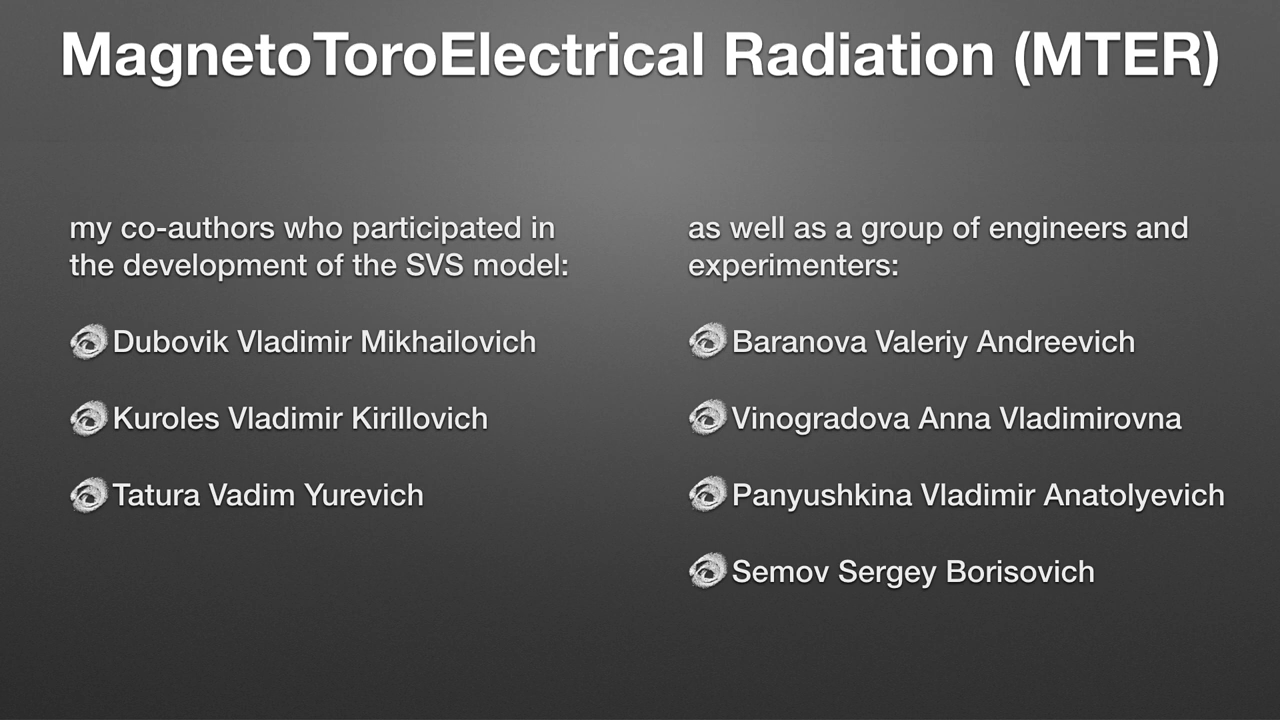 MagnetoToroElectrical Radiation (MTER)
my co-authors who participated in
the development of the SVS model:
Dubovik Vladimir Mikhailovich
Kuroles Vladimir Kirillovich
Tatura Vadim Yurevich
as well as a group of engineers and
experimenters:
Baranova Valeriy Andreevich
Vinogradova Anna Vladimirovna
Panyushkina Vladimir Anatolyevich
Semov Sergey Borisovich